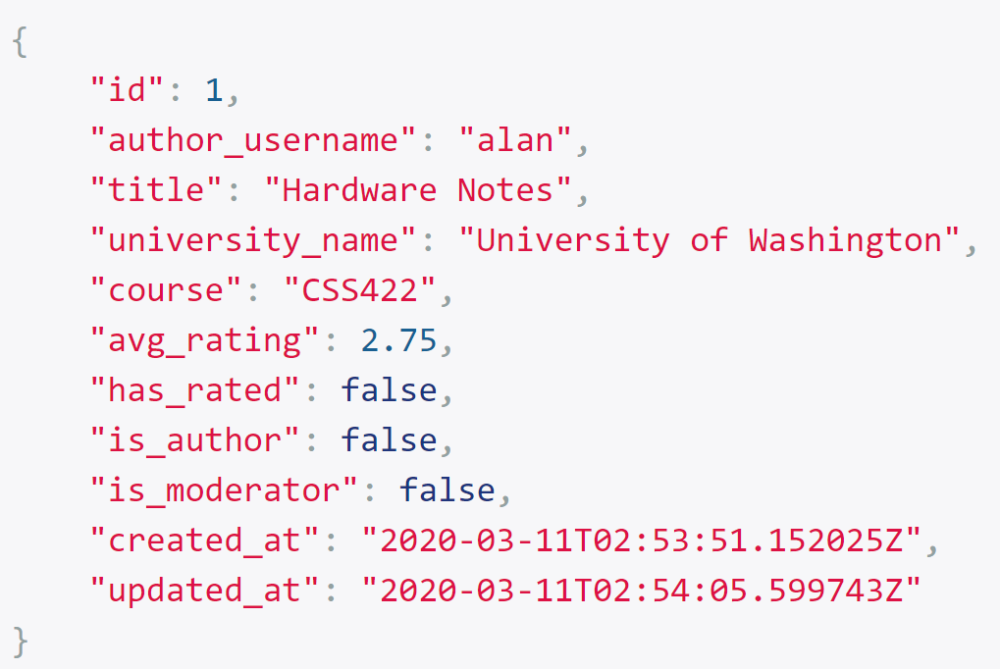 {
    "id": 1,
    "author_username": "alan",
    "title": "Hardware Notes",
    "university_name": "University of Washington",
    "course": "CSS422",
    "avg_rating": 2.75,
    "has_rated": false,
    "is_author": false,
    "is_moderator": false,
    "created_at": "2020-03-11T02:53:51.152025Z",
    "updated_at": "2020-03-11T02:54:05.599743Z"
}